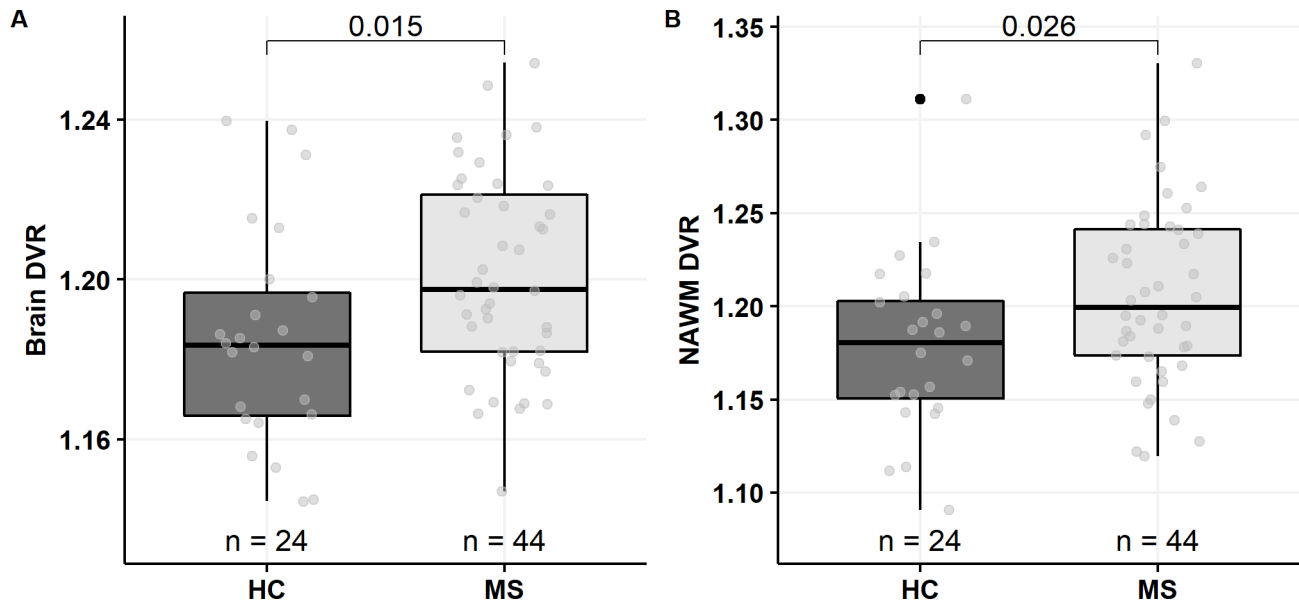 A
0.015
Brain DVR
1.24
1.20
1.16
n = 24
n = 44
HC
MS
B
0.026
NAWM DVR
1.35
1.30
1.25
1.20
1.15
1.10
n = 24
n = 44
HC
MS